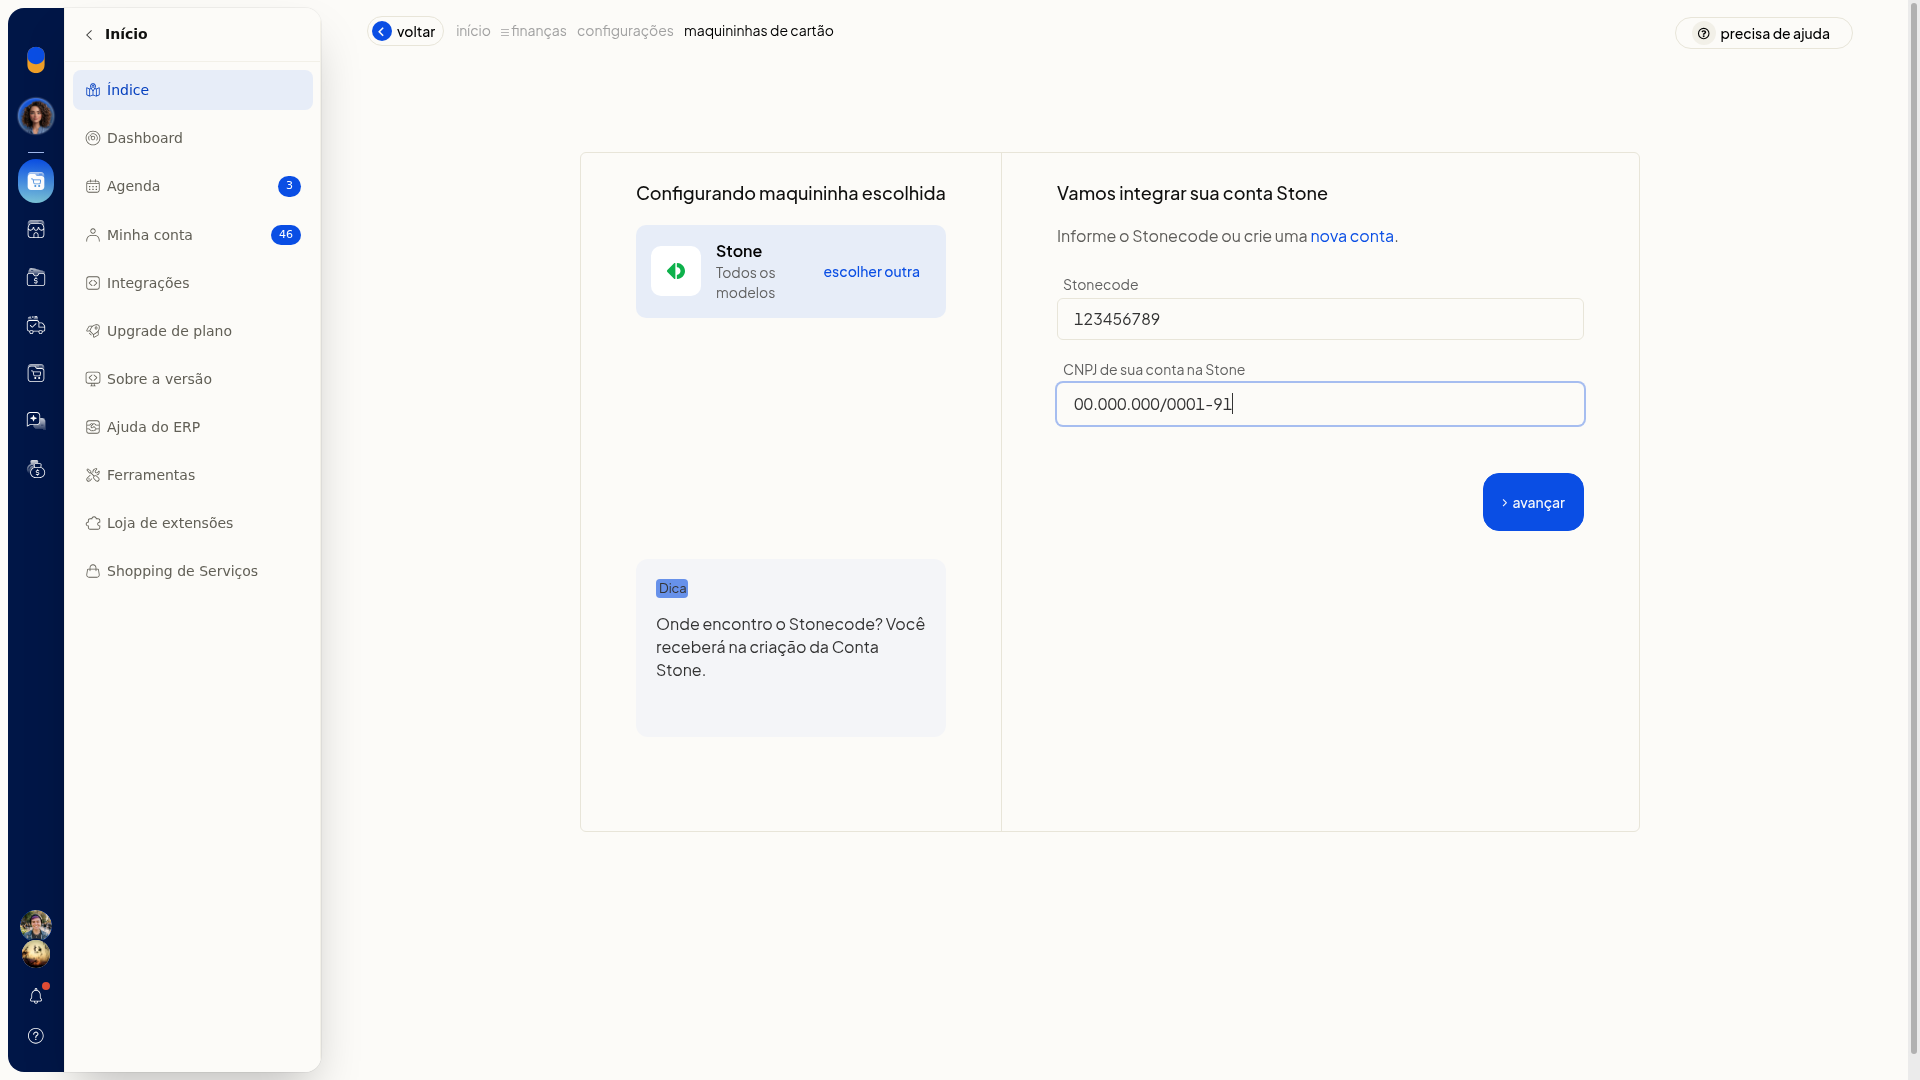 Início
Índice
Dashboard
Agenda
3
Minha conta
46
Integrações
Upgrade de plano
Sobre a versão
Ajuda do ERP
Ferramentas
Loja de extensões
Shopping de Serviços
voltar
início
finanças
configurações
maquininhas de cartão
precisa de ajuda
Configurando maquininha escolhida
Stone
Todos os
modelos
escolher outra
Dica
Onde encontro o Stonecode? Você
receberá na criação da Conta
Stone.
Vamos integrar sua conta Stone
Informe o Stonecode ou crie uma nova conta.
Stonecode
123456789
CNPJ de sua conta na Stone
00.000.000/0001-91
avançar